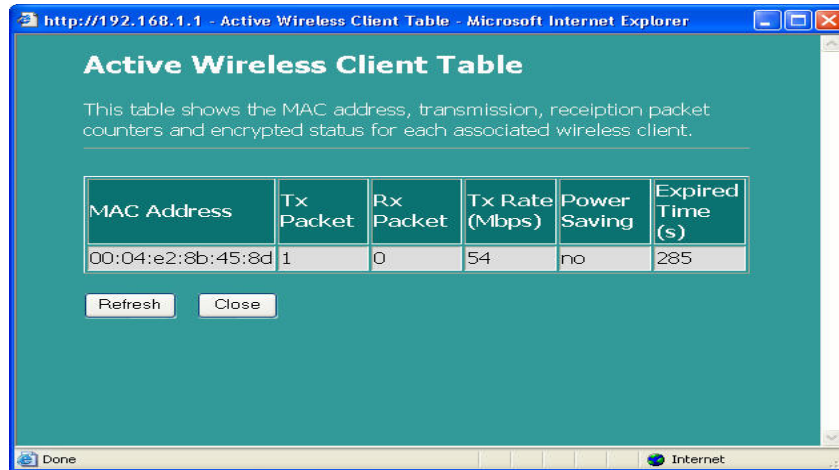 http://192.168.1.1 - Active Wireless Client Table - Microsoft Internet Explorer
Active Wireless Client Table
This table shows the MAC address, transmission, receiption packet
counters and encrypted status for each associated wireless client.
MAC Address Tx Packet Rx Packet Tx Rate (Mbps) Power Saving Expired Time (s)
00:04:e2:8b:45:8d 1 0 54 no 285
Refresh Close
Done Internet